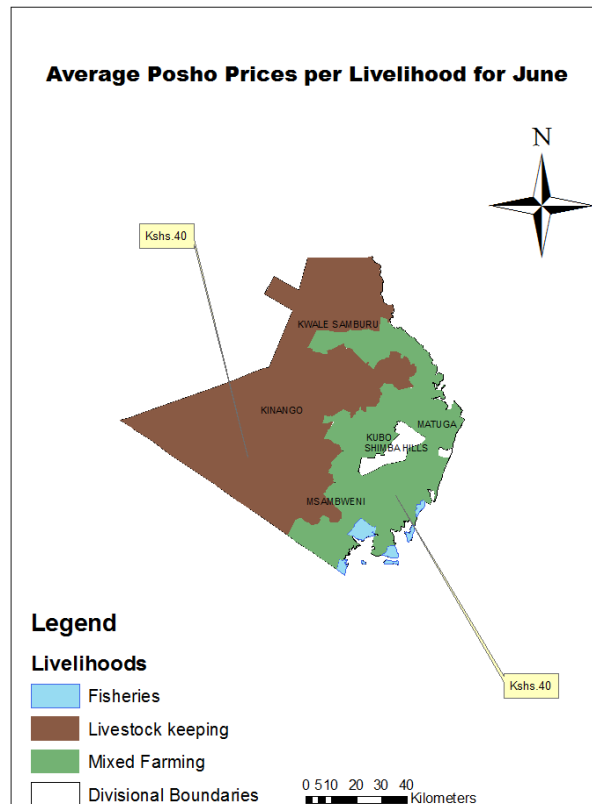 Average Posho Prices per Livelihood for June
N
Kshs.40
KWALE SAMBURU
KINANGO
MATUGA
KUBO
SHIMBA HILLS
MSAMBWENI
Kshs.40
Legend
Livelihoods
Fisheries
Livestock keeping
Mixed Farming
Divisional Boundaries
0 5 10 20 30 40
Kilometers